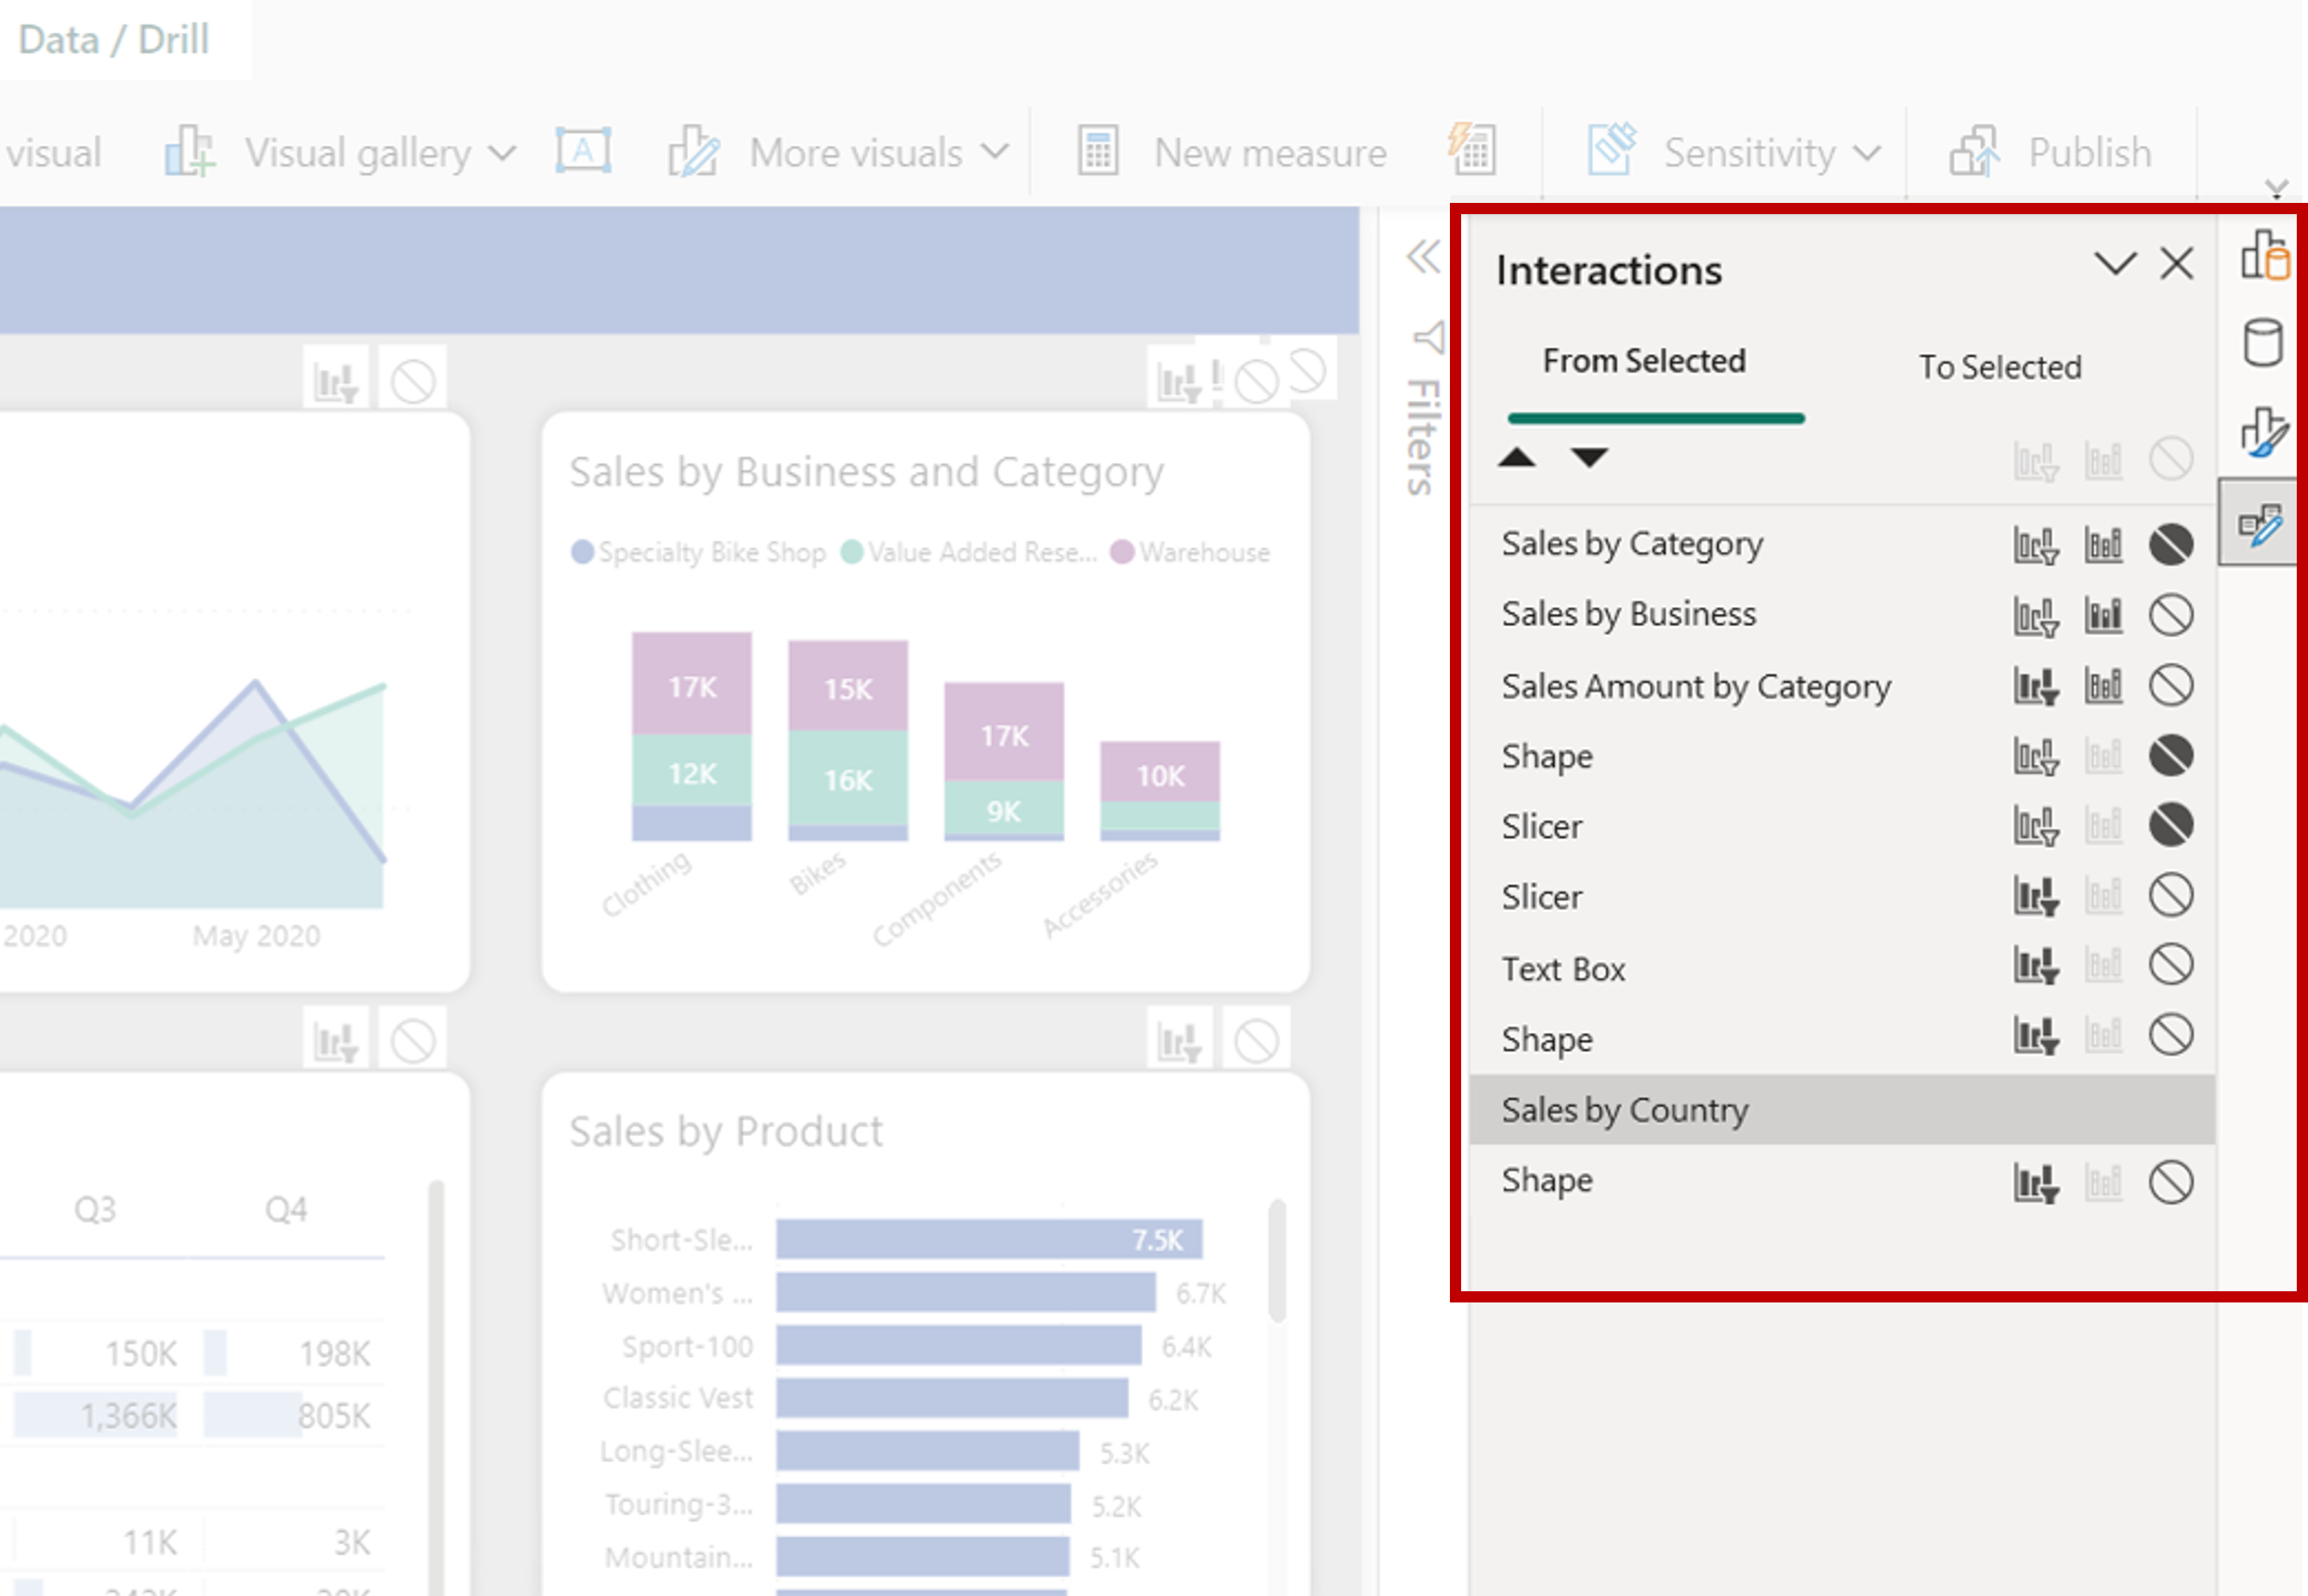 Data / Drill
visual
Visual gallery
A
More visuals
New measure
Sensitivity
Publish
Sales by Business and Category
Specialty Bike Shop
Value Added Rese...
Warehouse
17K
15K
17K
10K
12K
16K
9K
Clothing
Bikes
Components
Accessories
2020
May 2020
Q3
Q4
150K
198K
1,366K
805K
11K
3K
Sales by Product
Short-Sle... 7.5K
Women's ... 6.7K
Sport-100 6.4K
Classic Vest 6.2K
Long-Slee... 5.3K
Touring-3... 5.2K
Mountain... 5.1K
Filters
Interactions
From Selected
To Selected
Sales by Category
Sales by Business
Sales Amount by Category
Shape
Slicer
Slicer
Text Box
Shape
Sales by Country
Shape